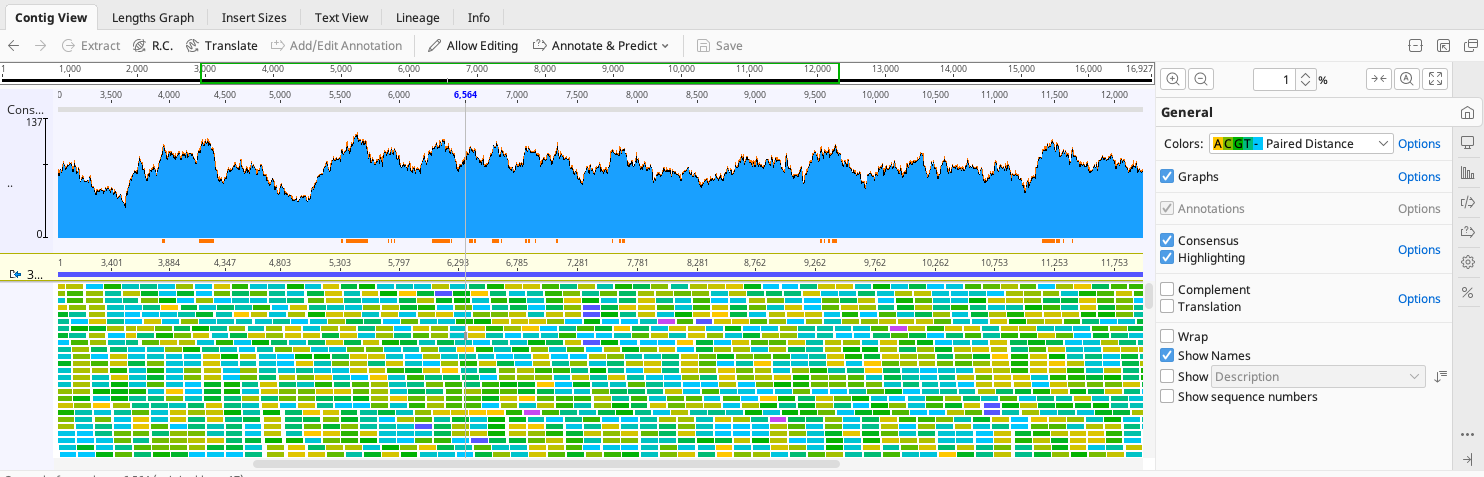 Contig View Lengths Graph Insert Sizes Text View Lineage Info
Extract R.C. Translate Add/Edit Annotation Allow Editing Annotate & Predict Save
1 1,000 2,000 3,000 4,000 5,000 6,000 7,000 8,000 9,000 10,000 11,000 12,000 13,000 14,000 15,000 16,000 16,927
1 %
0 3,500 4,000 4,500 5,000 5,500 6,000 6,564 7,000 7,500 8,000 8,500 9,000 9,500 10,000 10,500 11,000 11,500 12,000
Cons...
137
..
0
1 3,401 3,884 4,347 4,803 5,303 5,797 6,293 6,785 7,281 7,781 8,281 8,762 9,262 9,762 10,262 10,753 11,253 11,753
3...
General
Colors: ACGT- Paired Distance Options
Graphs Options
Annotations Options
Consensus
Highlighting
Options
Complement
Translation
Options
Wrap
Show Names
Show Description
Show sequence numbers